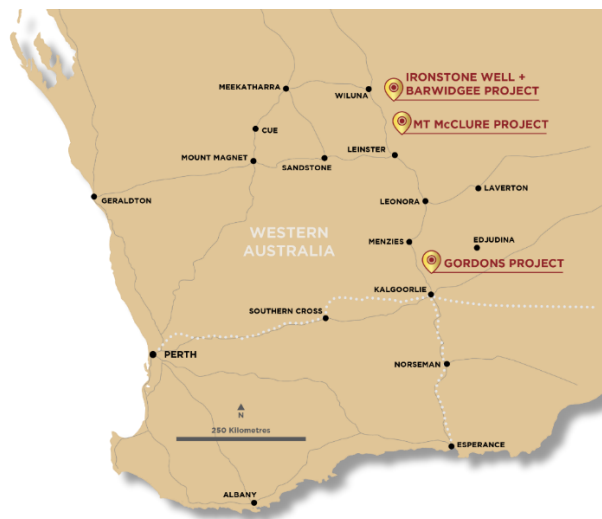 IRONSTONE WELL +
BARWIDGEE PROJECT
MEEKATHARRA
WILUNA
MT McCLURE PROJECT
CUE
LEINSTER
MOUNT MAGNET
SANDSTONE
LAVERTON
GERALDTON
LEONORA
WESTERN
AUSTRALIA
MENZIES
EDJUDINA
GORDONS PROJECT
KALGOORLIE
SOUTHERN CROSS
PERTH
NORSEMAN
N
250 Kilometres
ESPERANCE
ALBANY